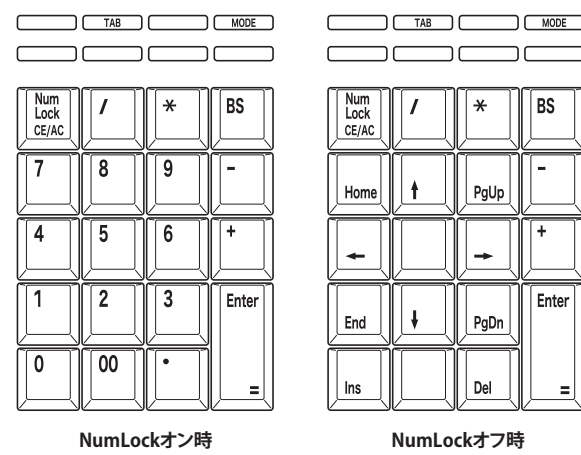 TAB MODE
Num
Lock
CE/AC
/ * BS
7 8 9 -
4 5 6 +
1 2 3 Enter
0 00 • =
NumLockオン時
TAB MODE
Num
Lock
CE/AC
/ * BS
Home ↑ PgUp -
← → +
End ↓ PgDn Enter
Ins Del =
NumLockオフ時